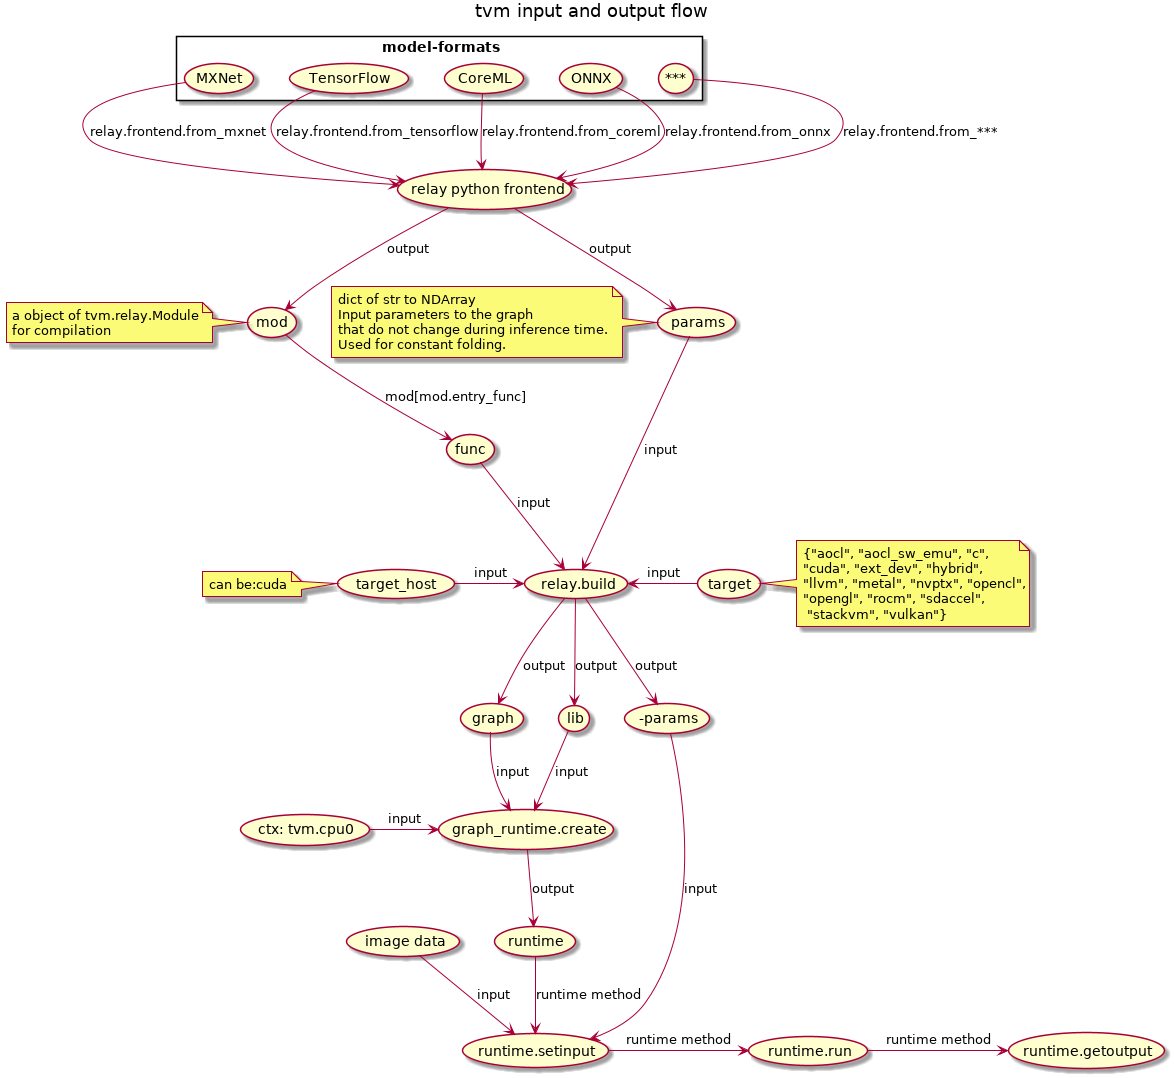 tvm input and output flow
model-formats
MXNet
TensorFlow
CoreML
ONNX
***
relay.frontend.from_mxnet
relay.frontend.from_tensorflow
relay.frontend.from_coreml
relay.frontend.from_onnx
relay.frontend.from_***
relay python frontend
output
output
a object of tvm.relay.Module
for compilation
mod
dict of str to NDArray
Input parameters to the graph
that do not change during inference time.
Used for constant folding.
params
mod[mod.entry_func]
func
input
input
can be:cuda
target_host
input
relay.build
input
target
{"aocl", "aocl_sw_emu", "c",
"cuda", "ext_dev", "hybrid",
"llvm", "metal", "nvptx", "opencl",
"opengl", "rocm", "sdaccel",
"stackvm", "vulkan"}
output
output
output
graph
lib
-params
input
input
ctx: tvm.cpu0
input
graph_runtime.create
output
input
image data
runtime
input
runtime method
runtime.setinput
runtime method
runtime.run
runtime method
runtime.getoutput